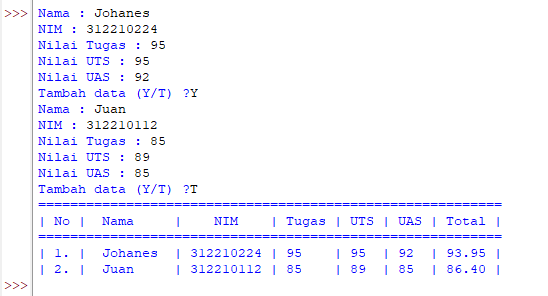 >>> Nama : Johanes
NIM : 312210224
Nilai Tugas : 95
Nilai UTS : 95
Nilai UAS : 92
Tambah data (Y/T) ?Y
Nama : Juan
NIM : 312210112
Nilai Tugas : 85
Nilai UTS : 89
Nilai UAS : 85
Tambah data (Y/T) ?T
==========================================================
| No |  Nama     |    NIM    | Tugas | UTS | UAS | Total |
==========================================================
| 1. |  Johanes  | 312210224 | 95    | 95  | 92  | 93.95 |
| 2. |  Juan     | 312210112 | 85    | 89  | 85  | 86.40 |
>>>